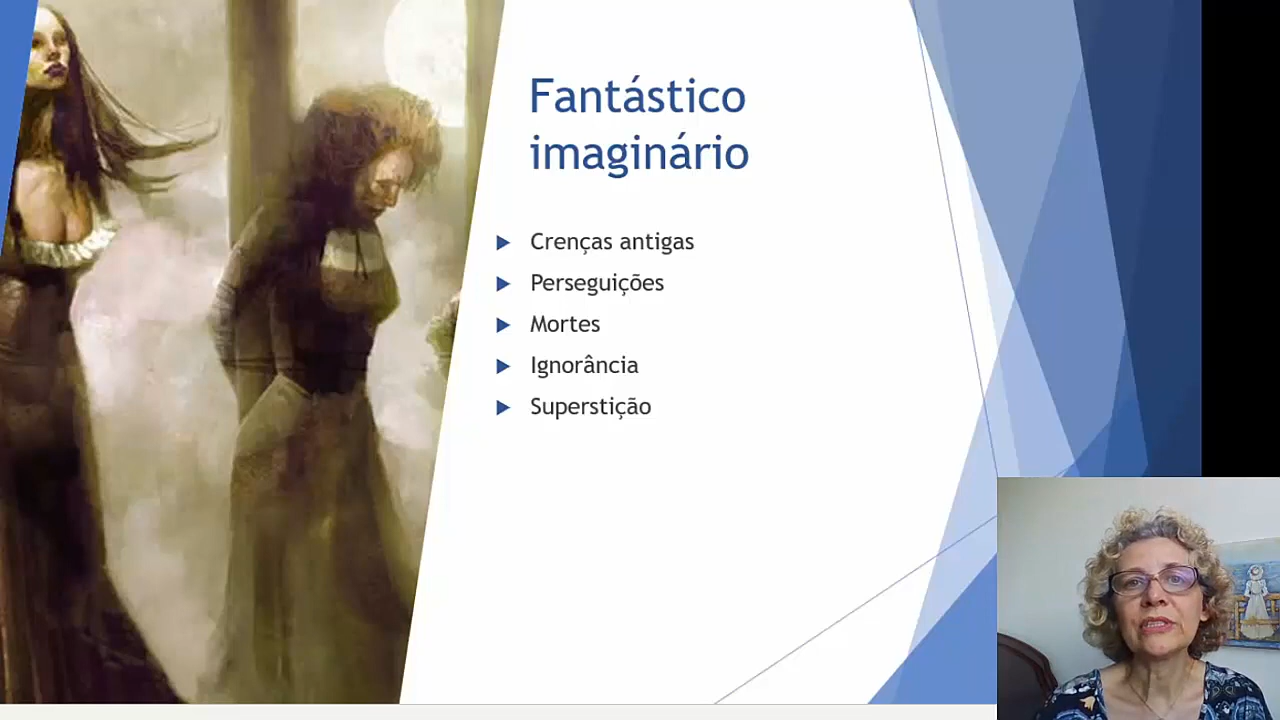 Fantástico
imaginário
Crenças antigas
Perseguições
Mortes
Ignorância
Superstição